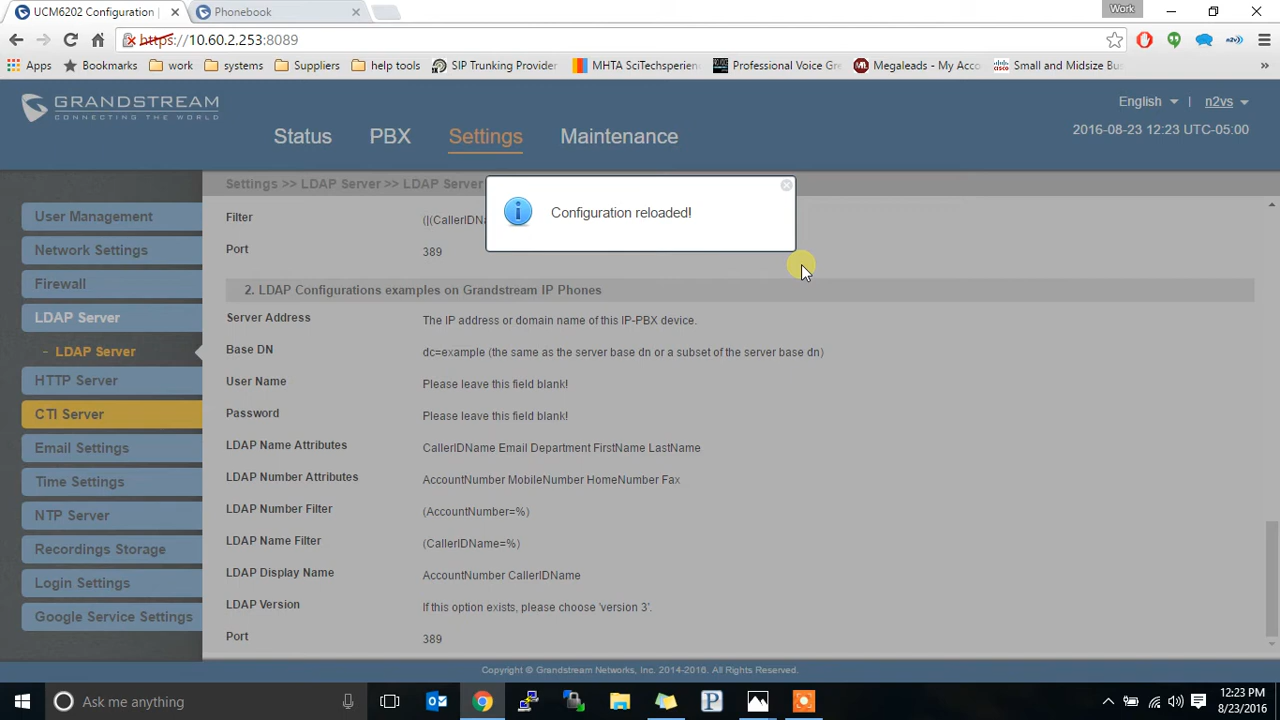 UCM6202 Configuration
Phonebook
Work
https://10.60.2.253:8089
Apps
Bookmarks
work
systems
Suppliers
help tools
SIP Trunking Provider
MHTA SciTechsperien
Professional Voice Gre
Megaleads - My Acco
Small and Midsize Bus
GRANDSTREAM
CONNECTING THE WORLD
Status
PBX
Settings
Maintenance
English | n2vs
2016-08-23 12:23 UTC-05:00
Settings >> LDAP Server >> LDAP Server
Configuration reloaded!
User Management
Network Settings
Firewall
LDAP Server
- LDAP Server
HTTP Server
CTI Server
Email Settings
Time Settings
NTP Server
Recordings Storage
Login Settings
Google Service Settings
Filter (|(CallerIDNa
Port 389
2. LDAP Configurations examples on Grandstream IP Phones
Server Address The IP address or domain name of this IP-PBX device.
Base DN dc=example (the same as the server base dn or a subset of the server base dn)
User Name Please leave this field blank!
Password Please leave this field blank!
LDAP Name Attributes CallerIDName Email Department FirstName LastName
LDAP Number Attributes AccountNumber MobileNumber HomeNumber Fax
LDAP Number Filter (AccountNumber=%)
LDAP Name Filter (CallerIDName=%)
LDAP Display Name AccountNumber CallerIDName
LDAP Version If this option exists, please choose 'version 3'.
Port 389
Copyright © Grandstream Networks, Inc. 2014-2016. All Rights Reserved.
Ask me anything
12:23 PM
8/23/2016